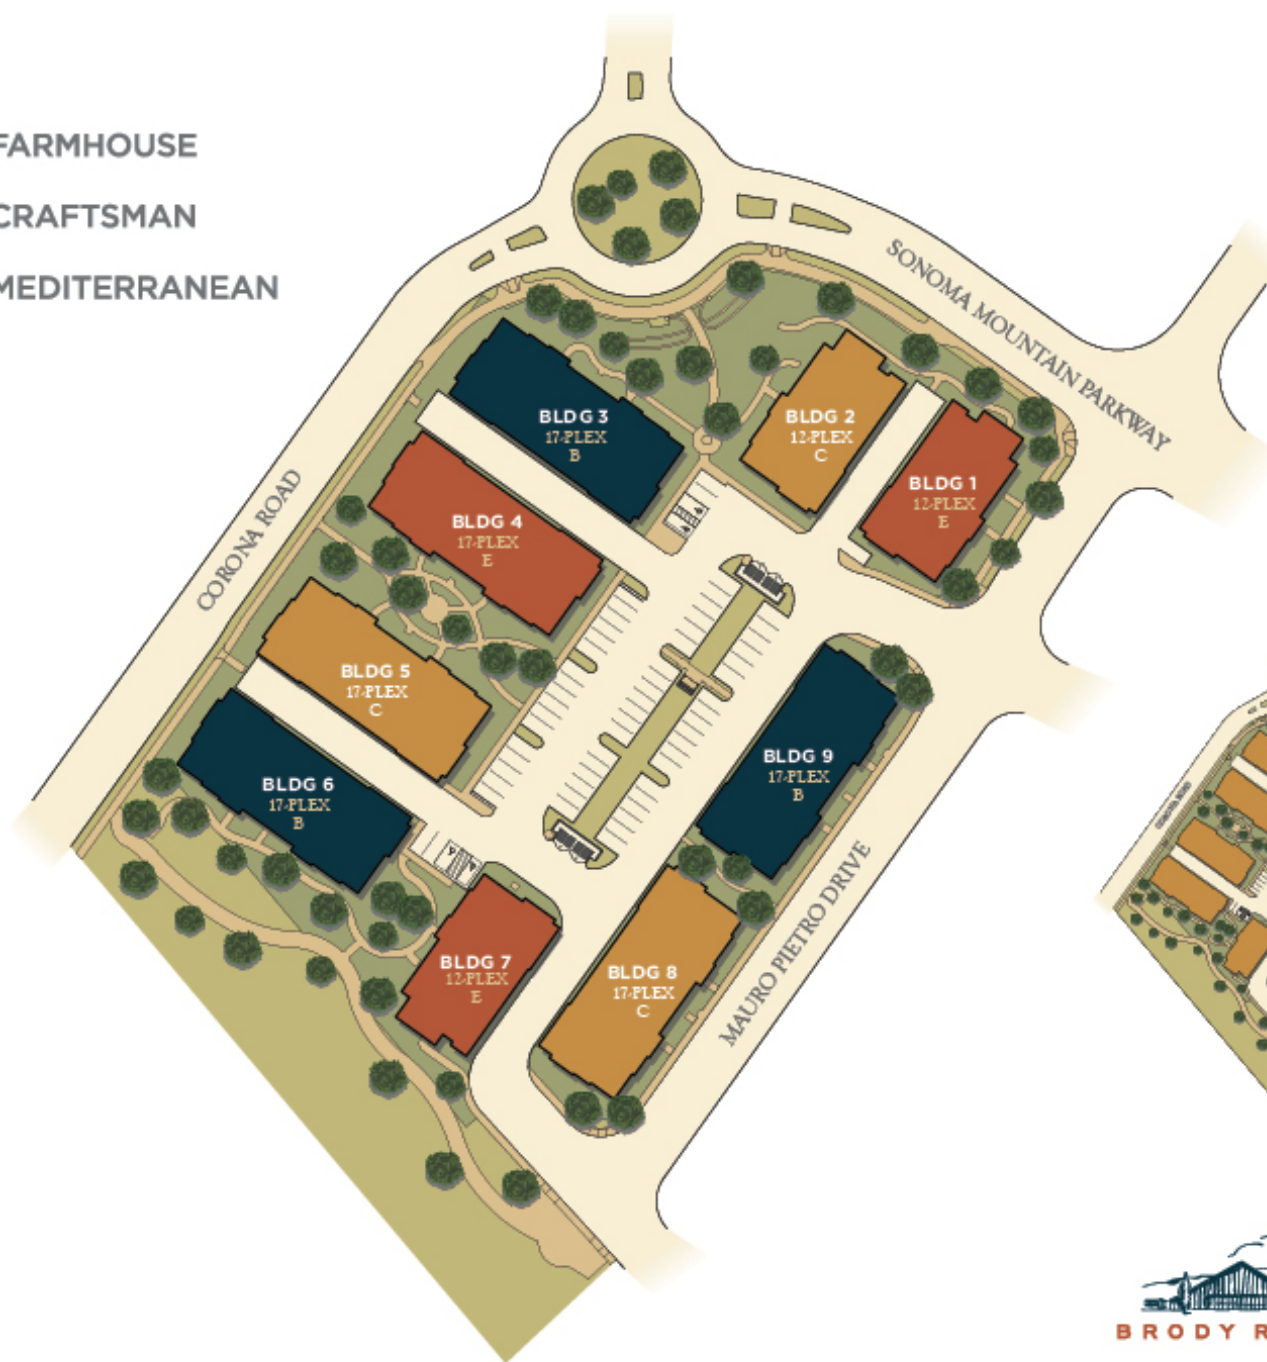 FARMHOUSE
CRAFTSMAN
MEDITERRANEAN
SONOMA MOUNTAIN PARKWAY
CORONA ROAD
MAURO PIETRO DRIVE
BLDG 3
17-PLEX
B
BLDG 2
12-PLEX
C
BLDG 1
12-PLEX
E
BLDG 4
17-PLEX
E
BLDG 5
17-PLEX
C
BLDG 6
17-PLEX
B
BLDG 9
17-PLEX
B
BLDG 7
12-PLEX
E
BLDG 8
17-PLEX
C
BRODY R